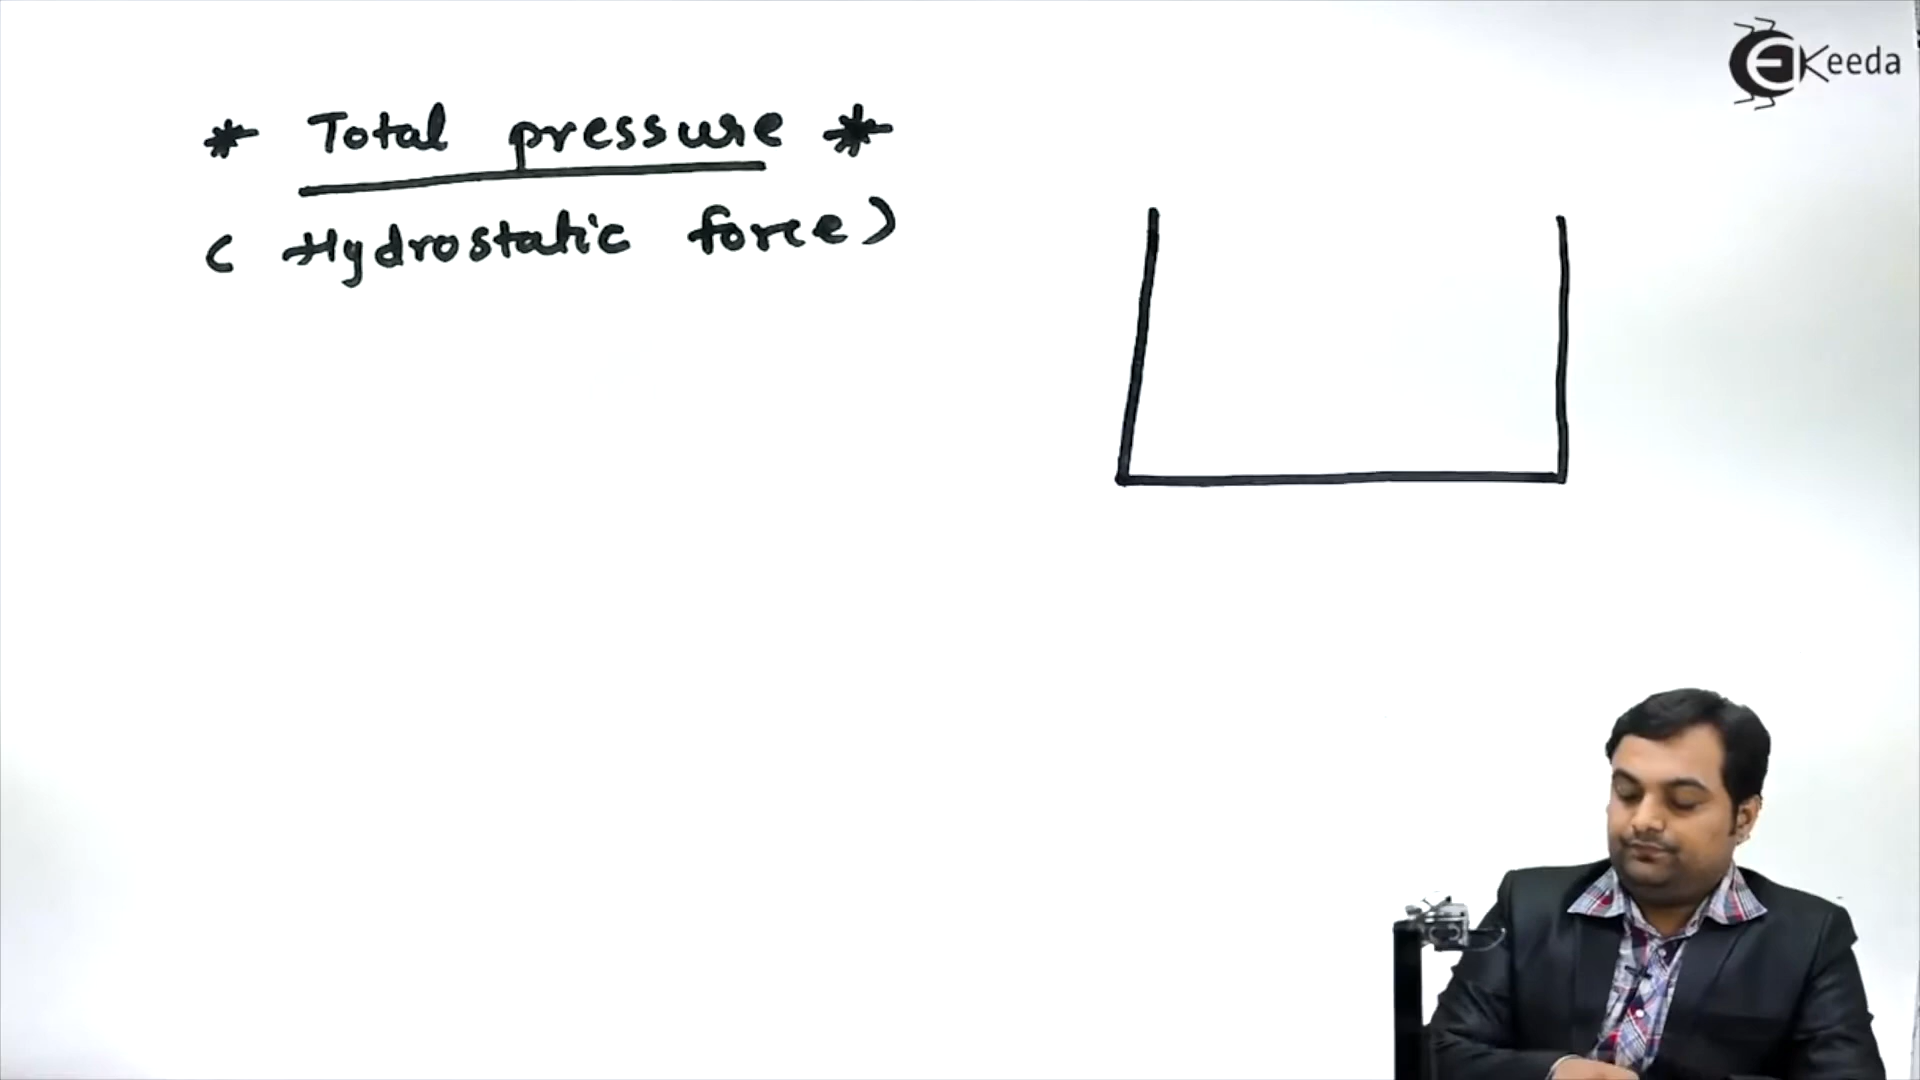 * Total pressure *
( Hydrostatic force)
EKeeda